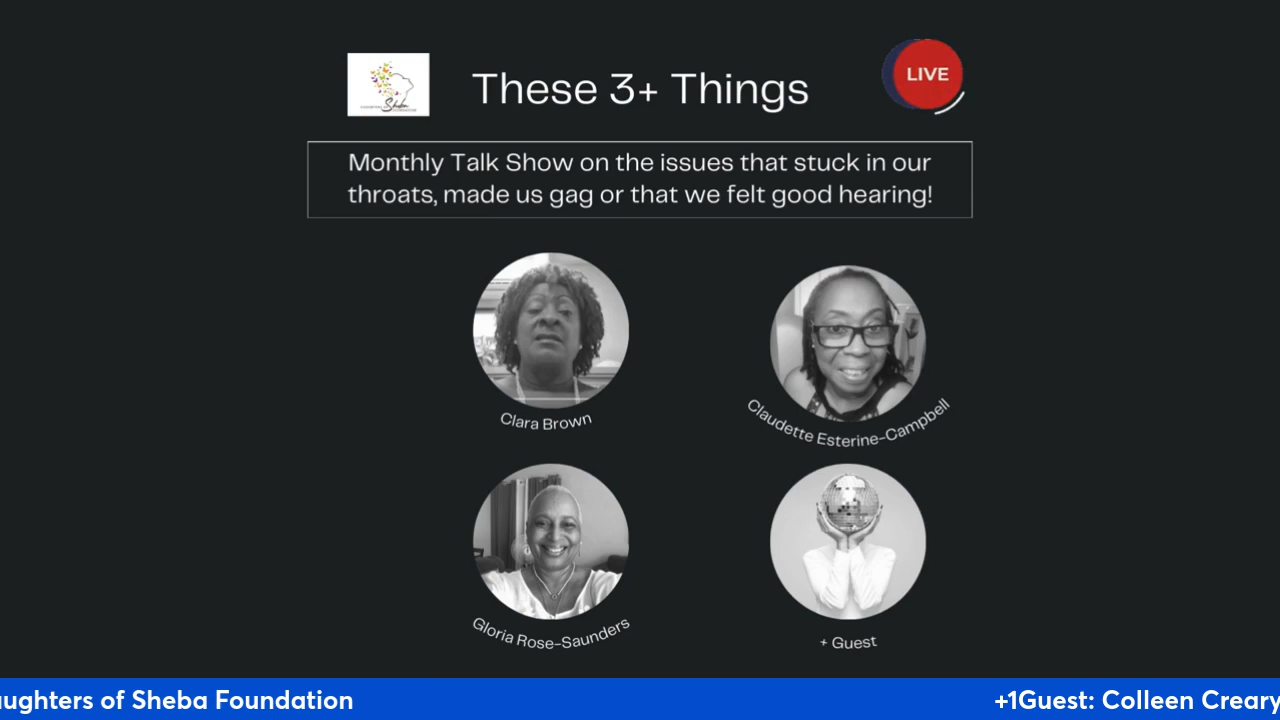 Sheba
These 3+ Things
LIVE
Monthly Talk Show on the issues that stuck in our
throats, made us gag or that we felt good hearing!
Clara Brown
Claudette Esterine-Campbell
Gloria Rose-Saunders
+ Guest
aughters of Sheba Foundation
+1Guest: Colleen Creary